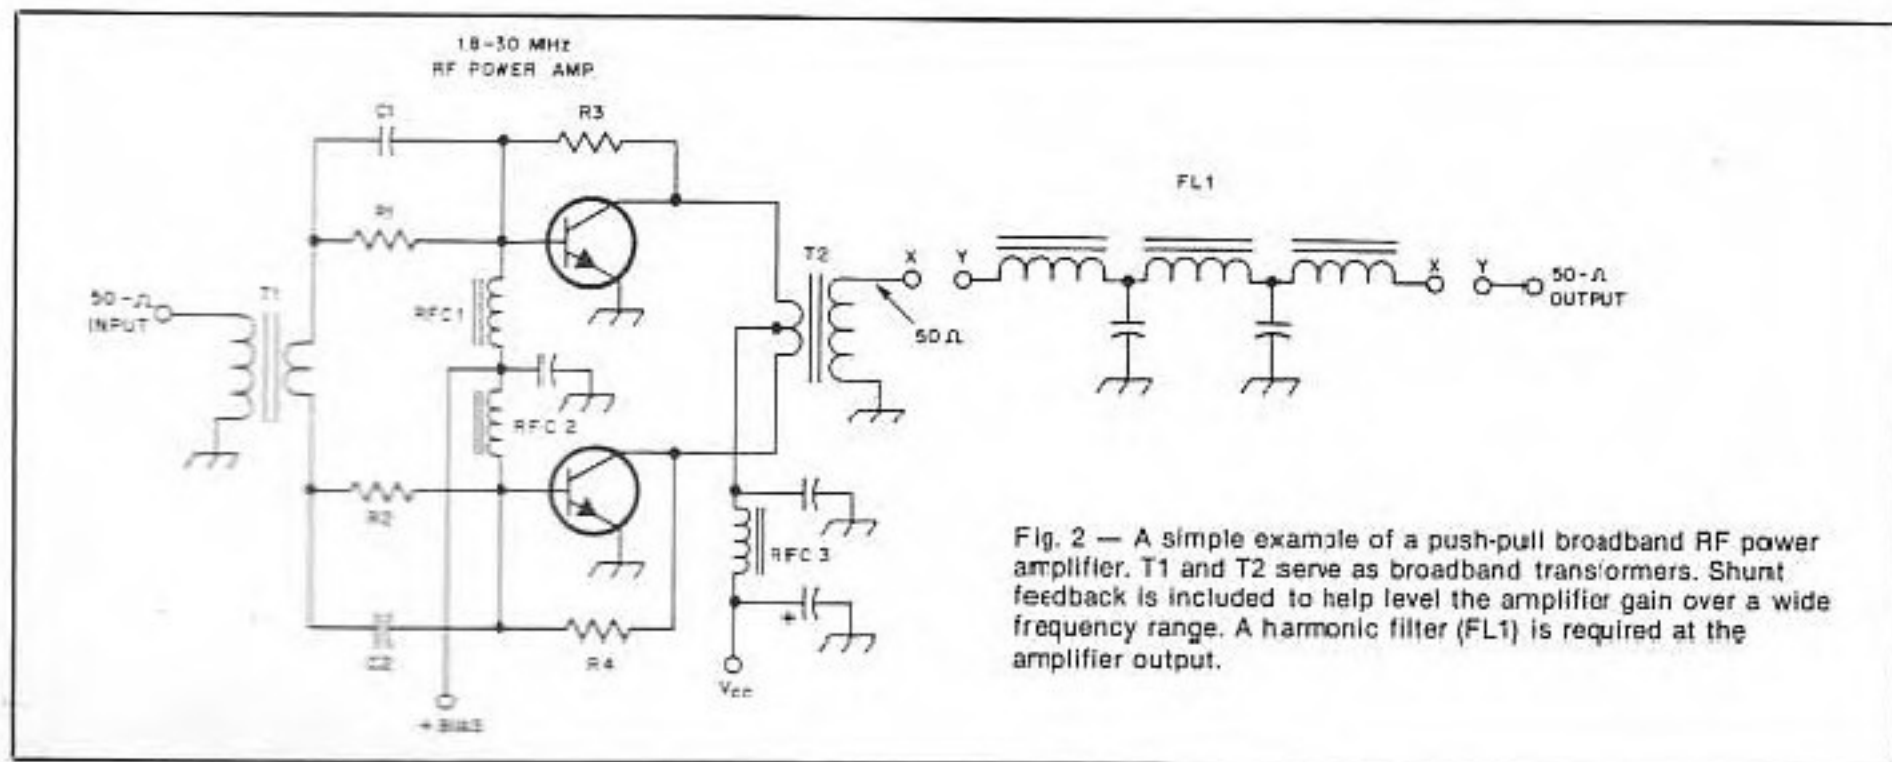 1.8-30 MHz
RF POWER AMP.
C1
R3
R1
FL1
T2
X
Y
X
Y
50-Ω
OUTPUT
50-Ω
INPUT
T1
RFC1
50Ω
RFC 2
R2
RFC 3
+
R4
Vcc
+ BIAS
Fig. 2 — A simple example of a push-pull broadband RF power
amplifier. T1 and T2 serve as broadband transformers. Shunt
feedback is included to help level the amplifier gain over a wide
frequency range. A harmonic filter (FL1) is required at the
amplifier output.